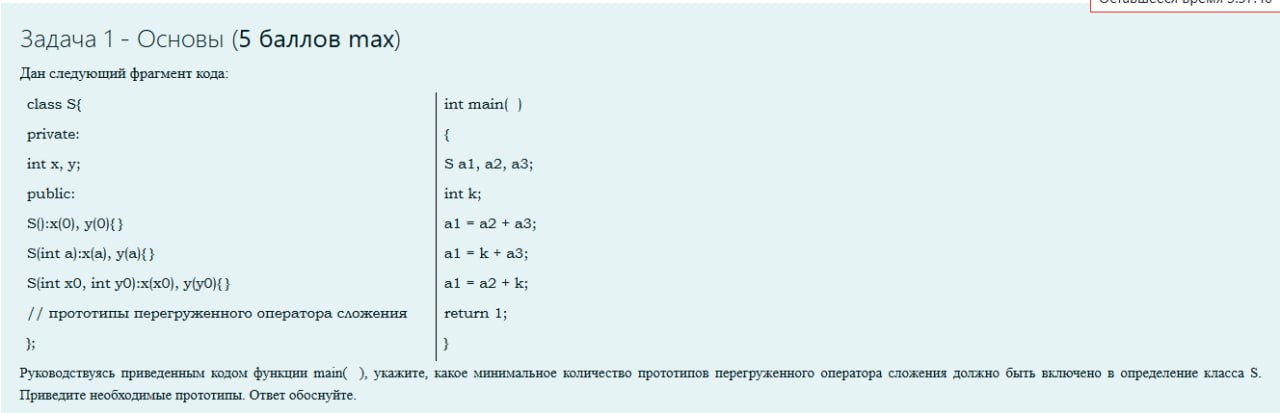 Задача 1 - Основы (5 баллов max)
Дан следующий фрагмент кода:
class S{
private:
int x, y;
public:
S():x(0), y(0){}
S(int a):x(a), y(a){}
S(int x0, int y0):x(x0), y(y0){}
// прототипы перегруженного оператора сложения
};
int main( )
{
S a1, a2, a3;
int k;
a1 = a2 + a3;
a1 = k + a3;
a1 = a2 + k;
return 1;
}
Руководствуясь приведенным кодом функции main( ), укажите, какое минимальное количество прототипов перегруженного оператора сложения должно быть включено в определение класса S.
Приведите необходимые прототипы. Ответ обоснуйте.